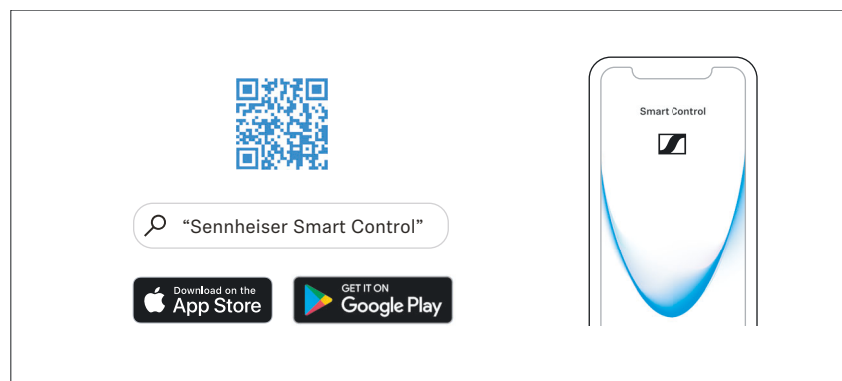 “Sennheiser Smart Control”
Download on the
App Store
GET IT ON
Google Play
Smart Control